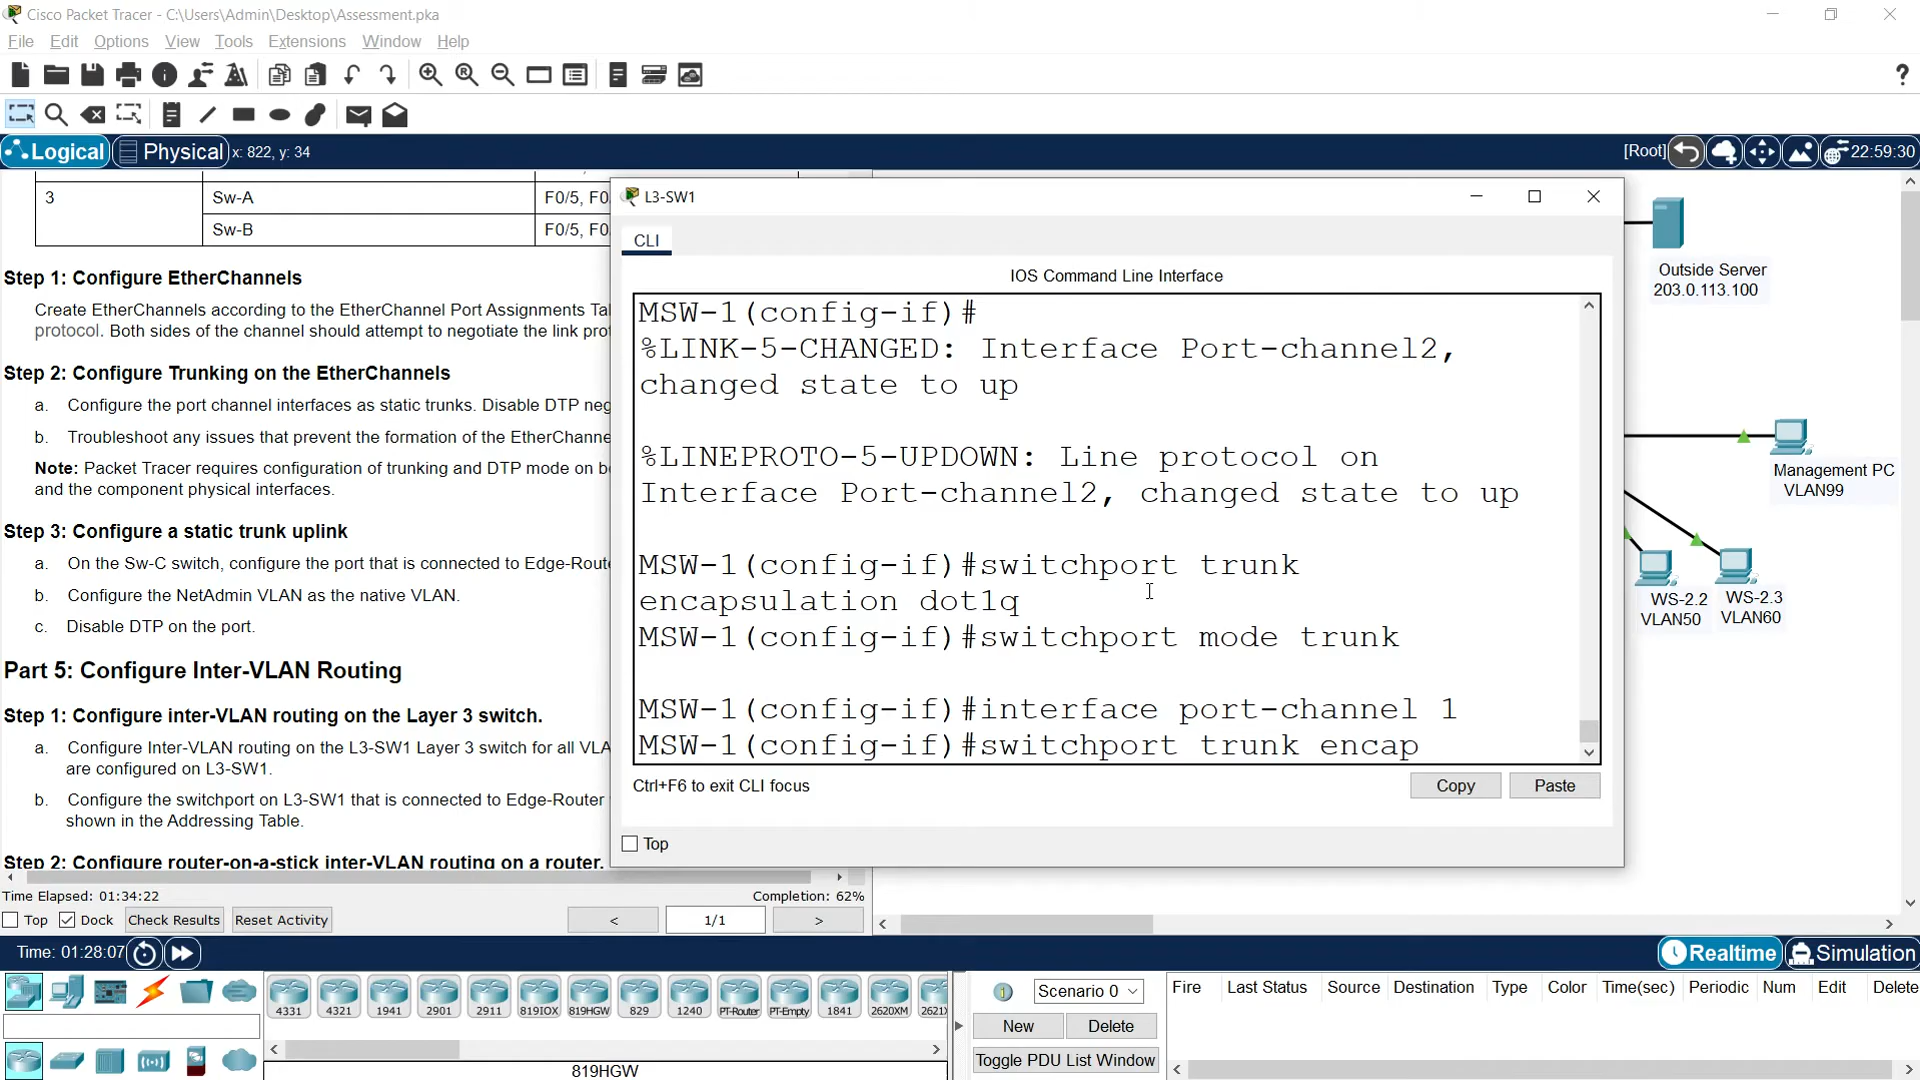 Cisco Packet Tracer - C:\Users\Admin\Desktop\Assessment.pka
File Edit Options View Tools Extensions Window Help
?
Logical Physical x: 822, y: 34
[Root] 22:59:30
3 Sw-A F0/5, F0
Sw-B F0/5, F0
Step 1: Configure EtherChannels
Create EtherChannels according to the EtherChannel Port Assignments Ta
protocol. Both sides of the channel should attempt to negotiate the link pro
Step 2: Configure Trunking on the EtherChannels
a. Configure the port channel interfaces as static trunks. Disable DTP neg
b. Troubleshoot any issues that prevent the formation of the EtherChanne
Note: Packet Tracer requires configuration of trunking and DTP mode on b
and the component physical interfaces.
Step 3: Configure a static trunk uplink
a. On the Sw-C switch, configure the port that is connected to Edge-Route
b. Configure the NetAdmin VLAN as the native VLAN.
c. Disable DTP on the port.
Part 5: Configure Inter-VLAN Routing
Step 1: Configure inter-VLAN routing on the Layer 3 switch.
a. Configure Inter-VLAN routing on the L3-SW1 Layer 3 switch for all VLA
are configured on L3-SW1.
b. Configure the switchport on L3-SW1 that is connected to Edge-Router
shown in the Addressing Table.
Step 2: Configure router-on-a-stick inter-VLAN routing on a router.
Time Elapsed: 01:34:22 Completion: 62%
Top Dock Check Results Reset Activity < 1/1 >
L3-SW1
CLI
IOS Command Line Interface
MSW-1(config-if)#
%LINK-5-CHANGED: Interface Port-channel2,
changed state to up
%LINEPROTO-5-UPDOWN: Line protocol on
Interface Port-channel2, changed state to up
MSW-1(config-if)#switchport trunk
encapsulation dot1q
MSW-1(config-if)#switchport mode trunk
MSW-1(config-if)#interface port-channel 1
MSW-1(config-if)#switchport trunk encap
Ctrl+F6 to exit CLI focus
Copy Paste
Top
Outside Server
203.0.113.100
Management PC
VLAN99
WS-2.2
VLAN50
WS-2.3
VLAN60
Time: 01:28:07
Realtime Simulation
4331 4321 1941 2901 2911 819IOX 819HGW 829 1240 PT-Router PT-Empty 1841 2620XM 2621X
819HGW
Scenario 0
New Delete
Toggle PDU List Window
Fire Last Status Source Destination Type Color Time(sec) Periodic Num Edit Delete